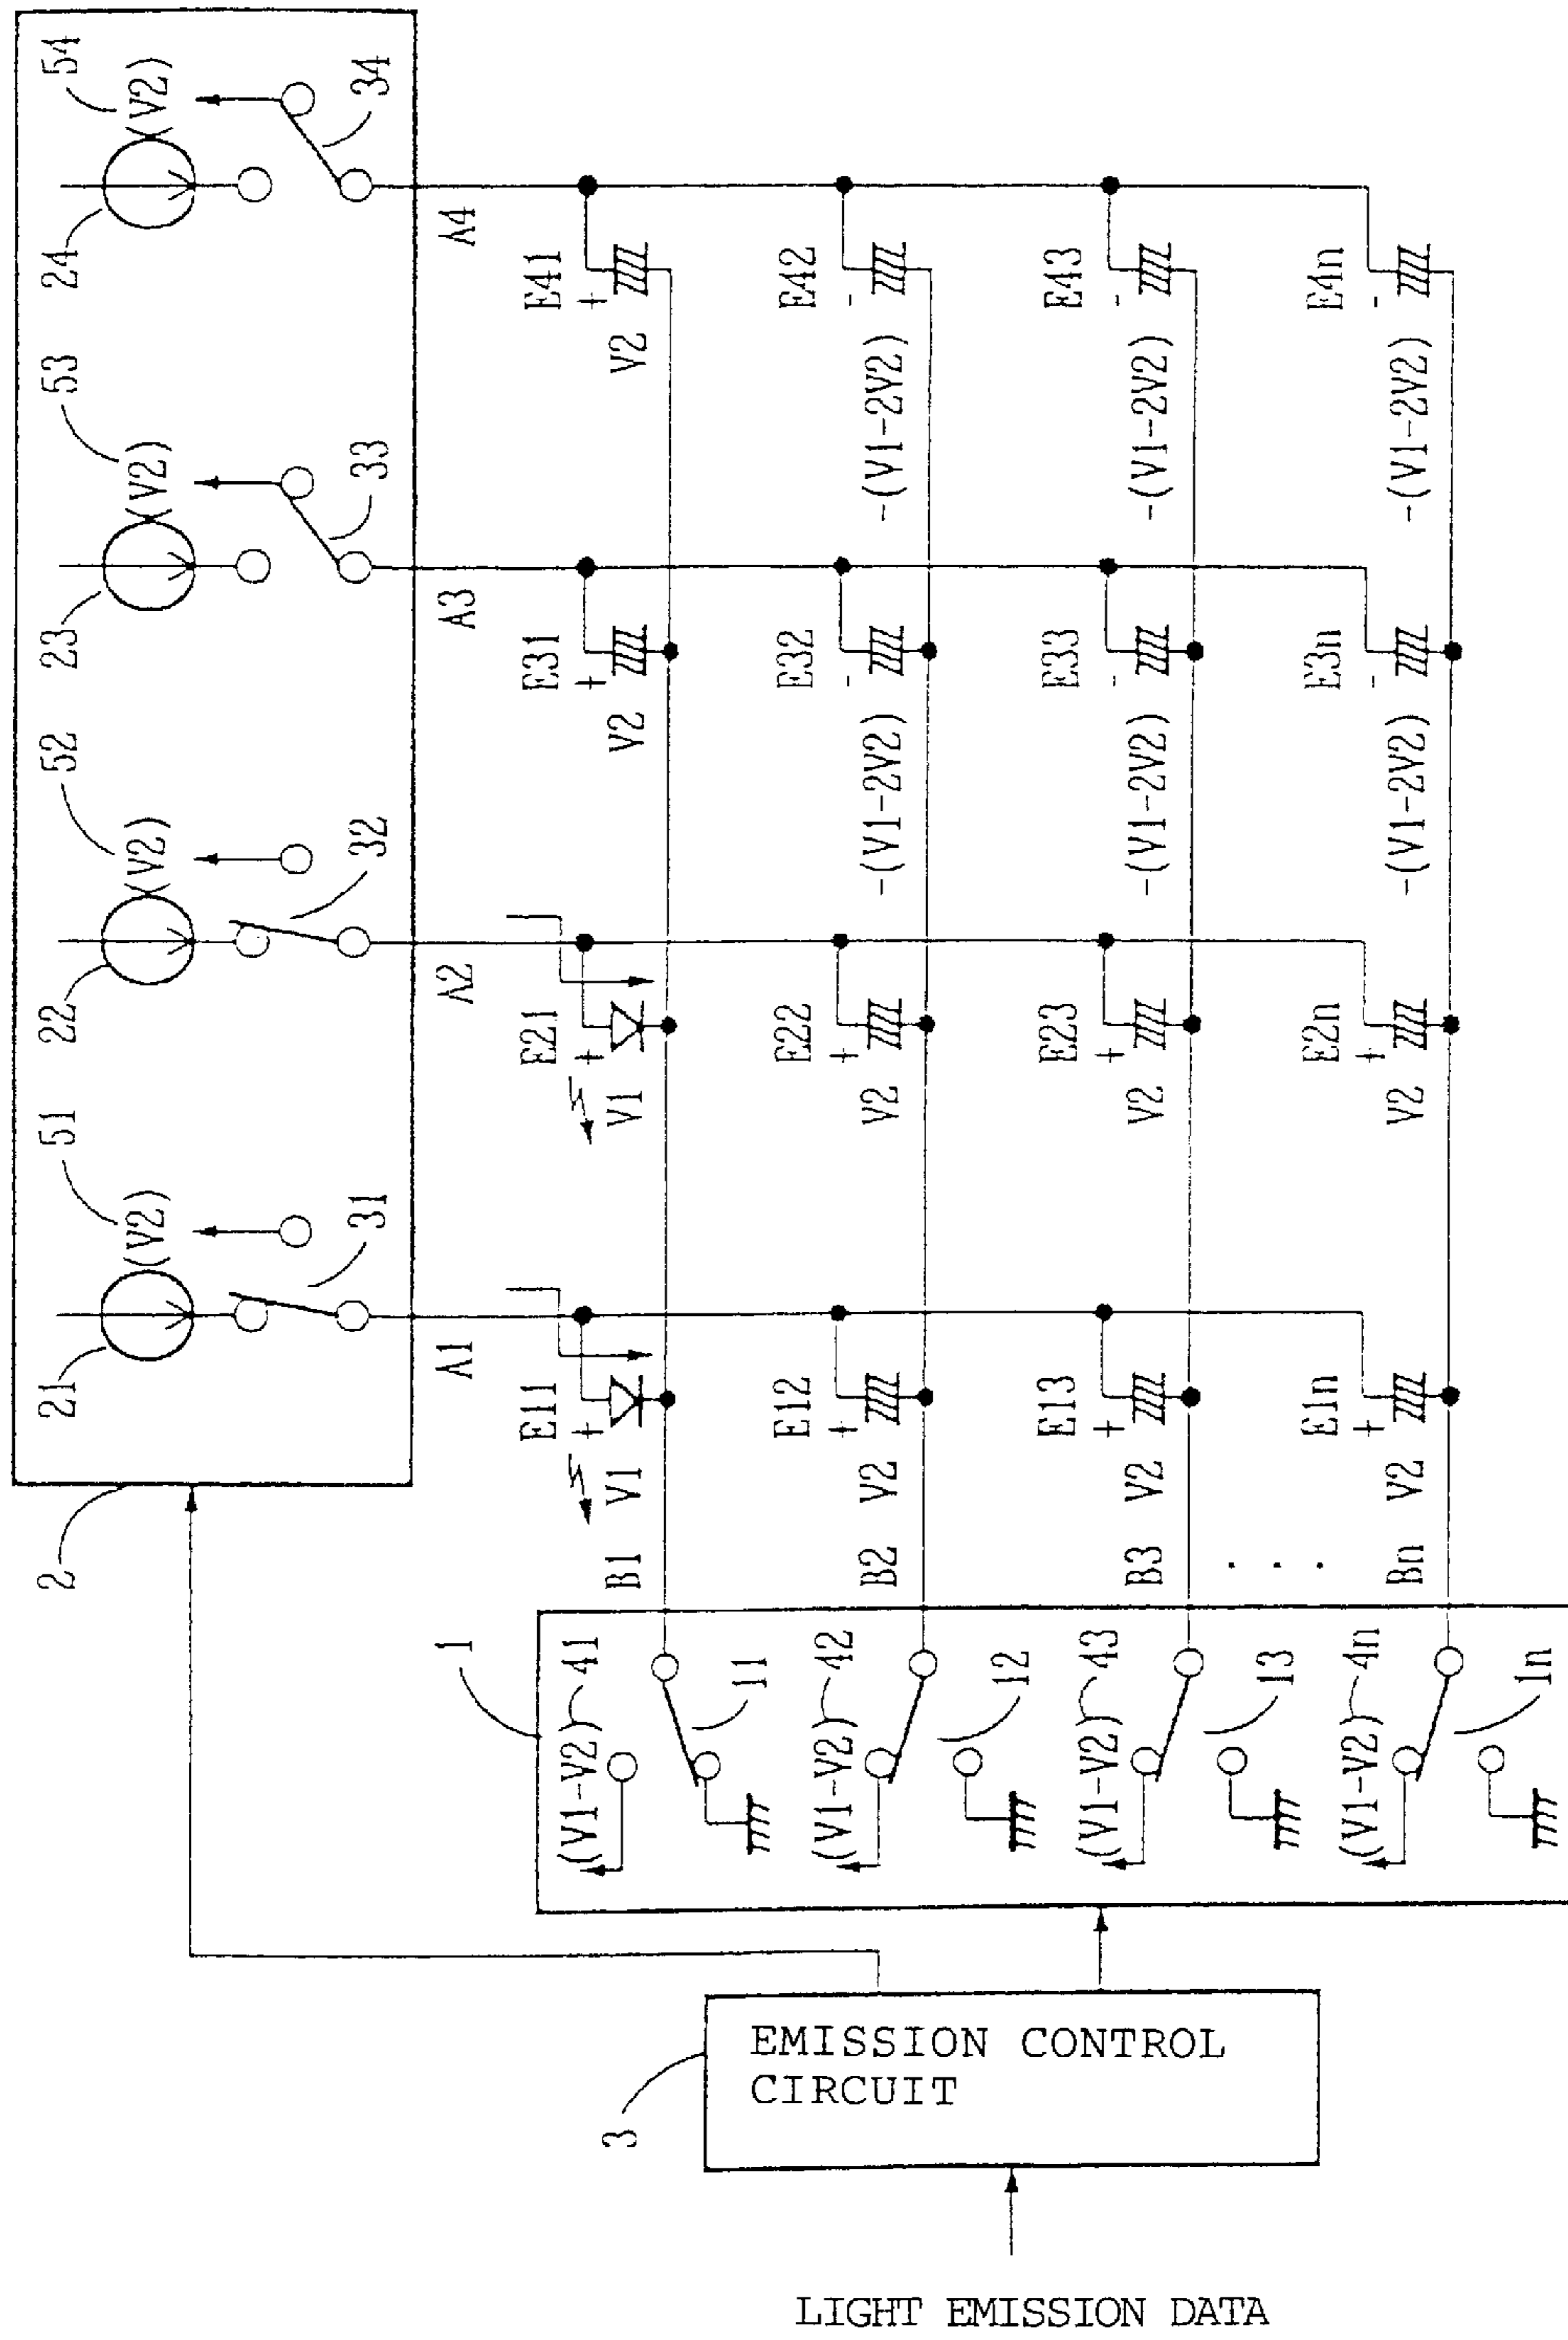 54
(V2)
34
24
A4
E41
+
V2
E42
-
-(V1-2V2)
E43
-
-(V1-2V2)
E4n
-
-(V1-2V2)
53
(V2)
33
23
A3
E31
+
V2
E32
-
-(V1-2V2)
E33
-
-(V1-2V2)
E3n
-
-(V1-2V2)
52
(V2)
32
22
A2
E21
+
V1
E22
+
V2
E23
+
V2
E2n
+
V2
51
(V2)
31
21
A1
E11
+
V1
E12
+
V2
E13
+
V2
E1n
+
V2
2
B1
B2
B3
. . .
Bn
1
(V1-V2) 41
11
(V1-V2) 42
12
(V1-V2) 43
13
(V1-V2) 4n
1n
3
EMISSION CONTROL
CIRCUIT
LIGHT EMISSION DATA